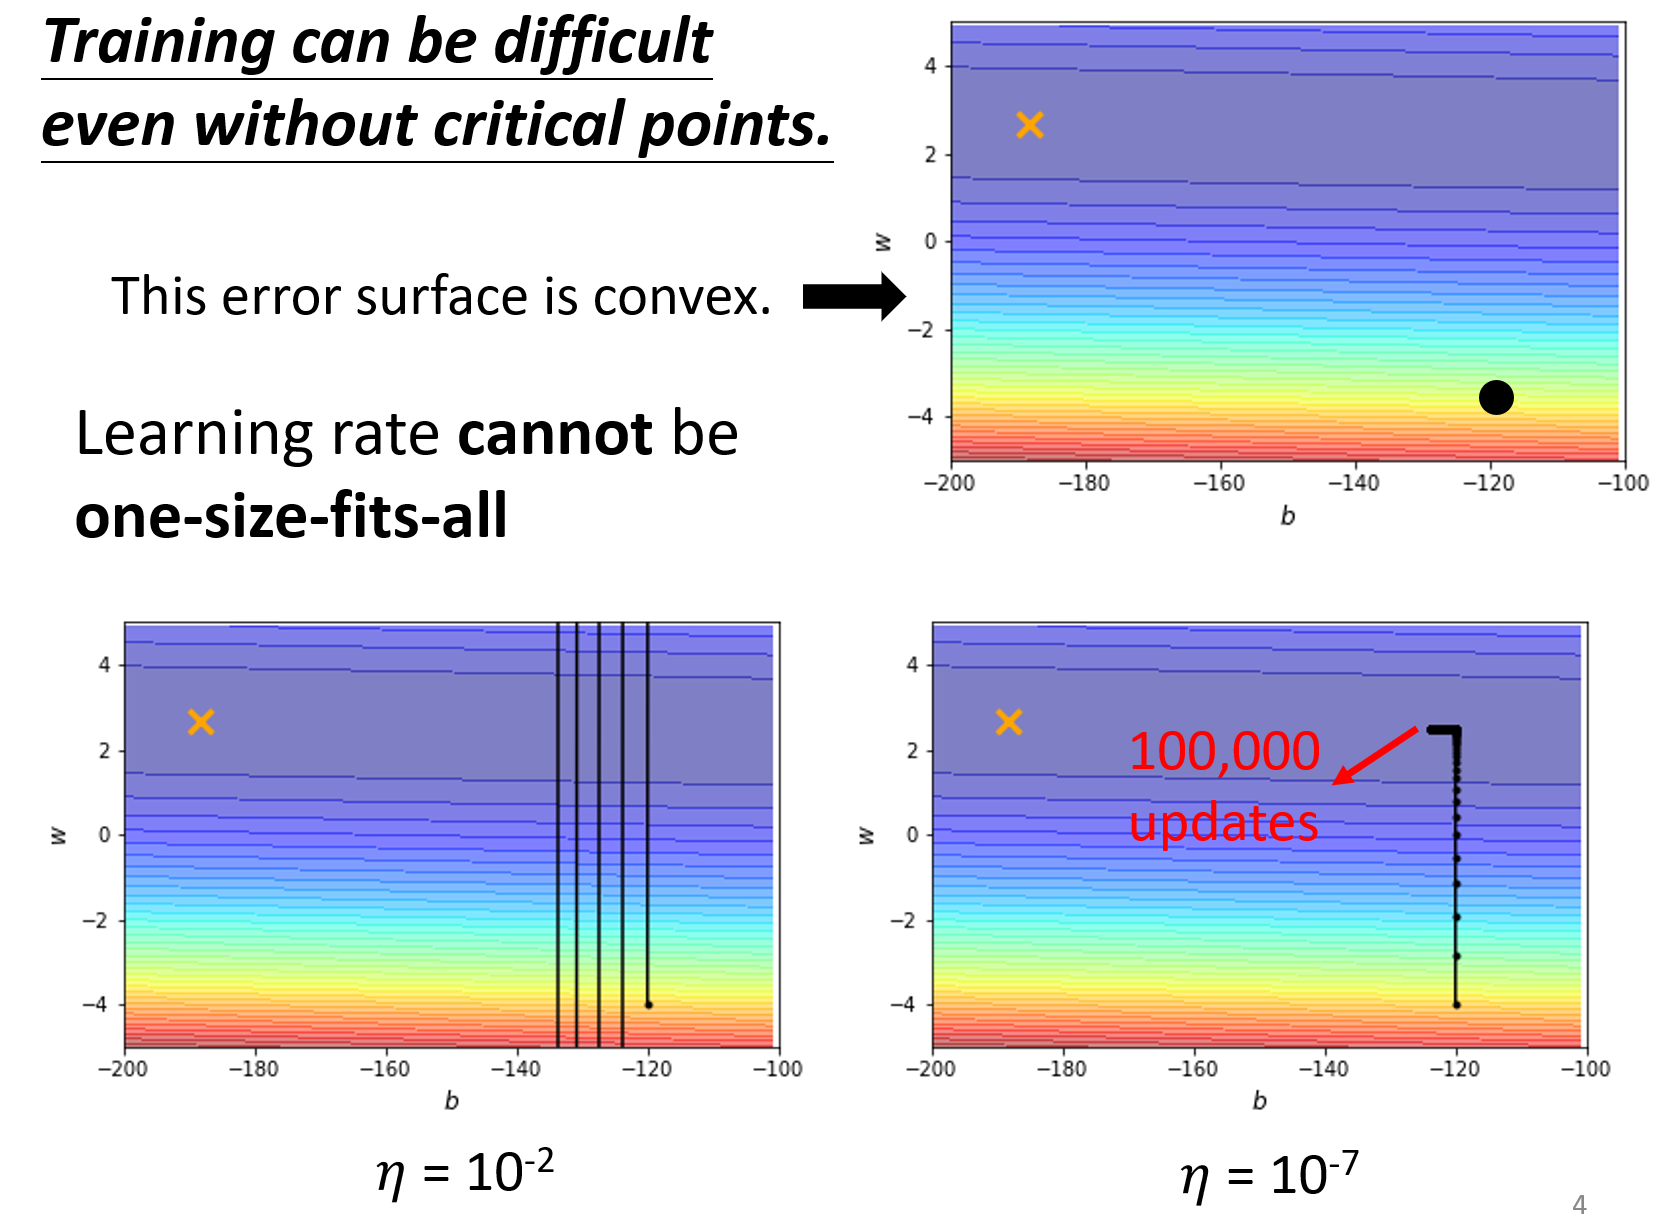 Training can be difficult
even without critical points.
This error surface is convex.
Learning rate cannot be
one-size-fits-all
4
2
0
−2
−4
w
−200 −180 −160 −140 −120 −100
b
4
2
0
−2
−4
w
−200 −180 −160 −140 −120 −100
b
η = 10⁻²
4
2
0
−2
−4
w
100,000
updates
−200 −180 −160 −140 −120 −100
b
η = 10⁻⁷
4